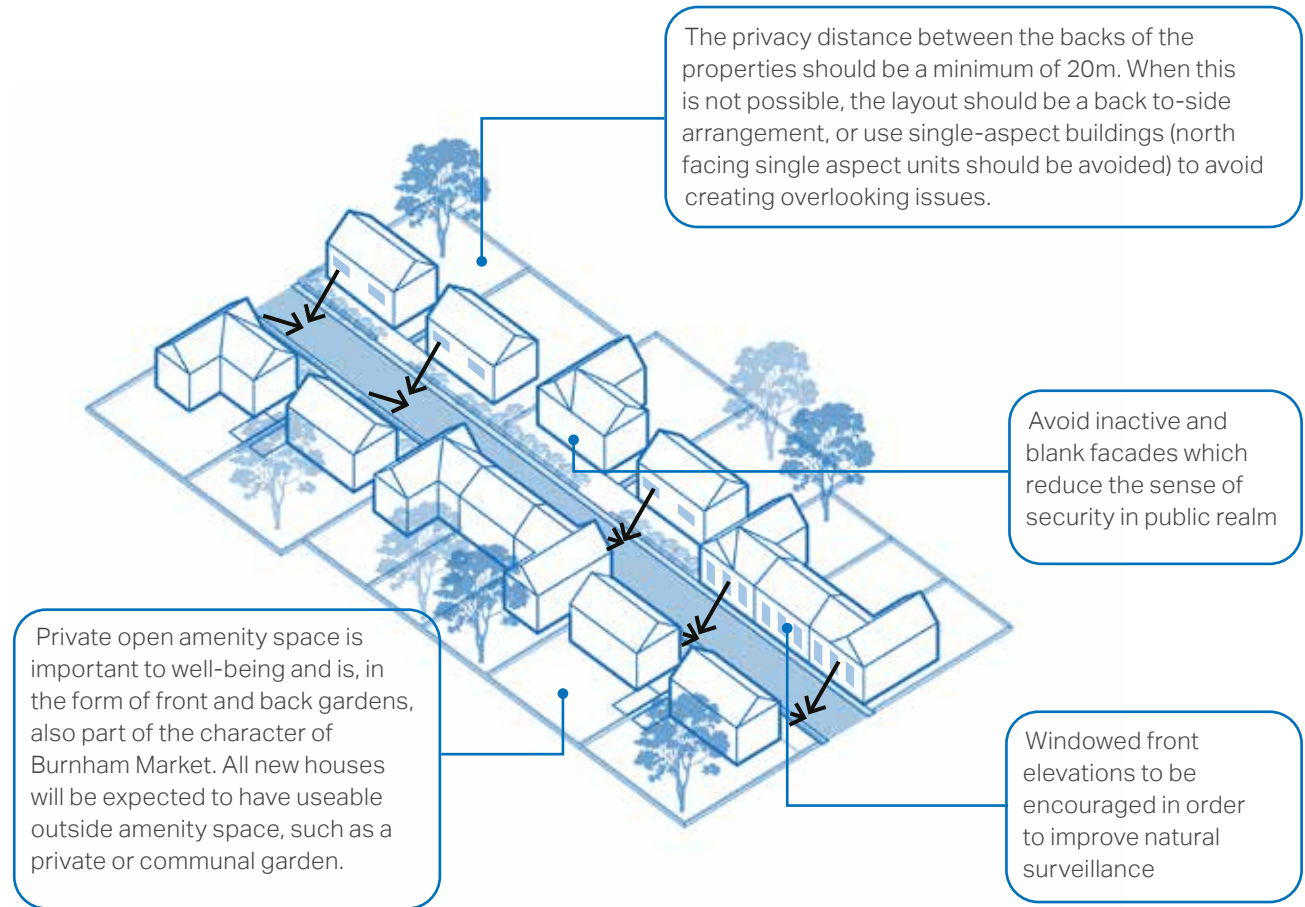 The privacy distance between the backs of the
properties should be a minimum of 20m. When this
is not possible, the layout should be a back to-side
arrangement, or use single-aspect buildings (north
facing single aspect units should be avoided) to avoid
creating overlooking issues.
Avoid inactive and
blank facades which
reduce the sense of
security in public realm
Private open amenity space is
important to well-being and is, in
the form of front and back gardens,
also part of the character of
Burnham Market. All new houses
will be expected to have useable
outside amenity space, such as a
private or communal garden.
Windowed front
elevations to be
encouraged in order
to improve natural
surveillance